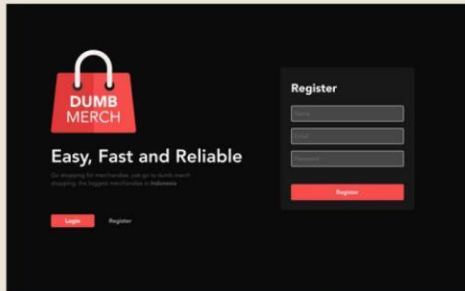 DUMB
MERCH
Easy, Fast and Reliable
Go shopping for merchandise, just go to dumb merch
shopping. the biggest merchandise in Indonesia
Login
Register
Register
Name
Email
Password
Register